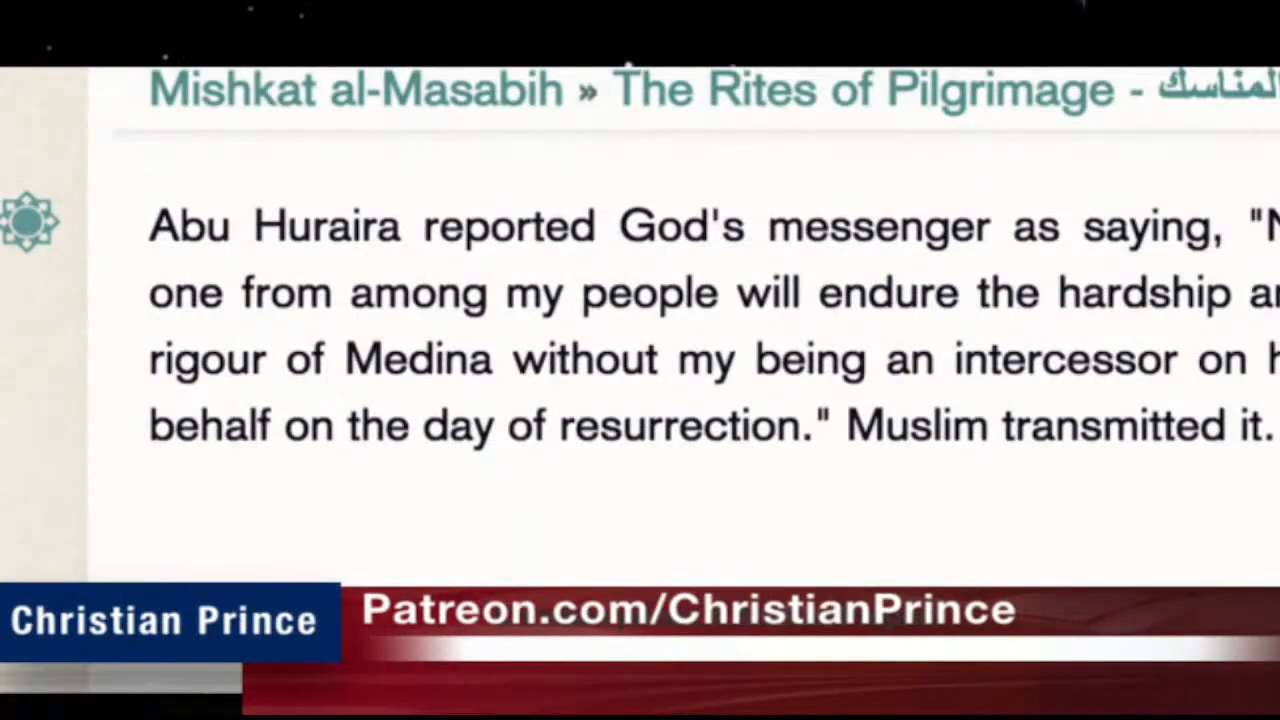 Mishkat al-Masabih » The Rites of Pilgrimage - المناسك
Abu Huraira reported God's messenger as saying, "N
one from among my people will endure the hardship a
rigour of Medina without my being an intercessor on h
behalf on the day of resurrection." Muslim transmitted it.
Christian Prince
Patreon.com/ChristianPrince